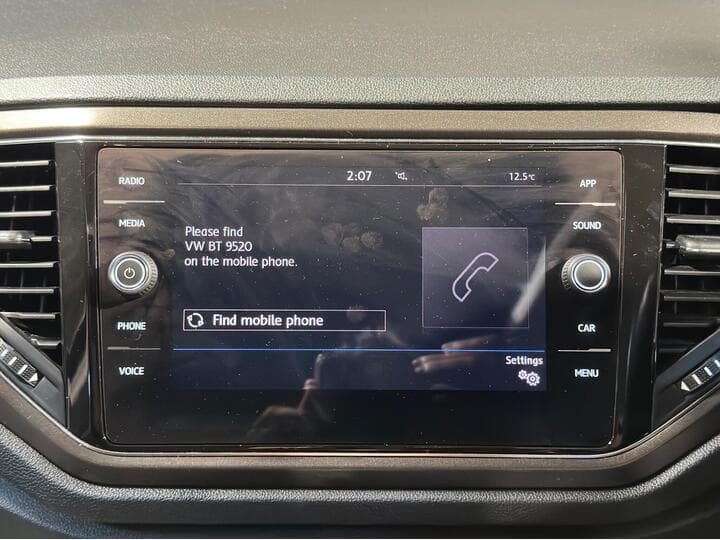 RADIO
MEDIA
PHONE
VOICE
2:07
12.5°C
Please find
VW BT 9520
on the mobile phone.
Find mobile phone
Settings
APP
SOUND
CAR
MENU